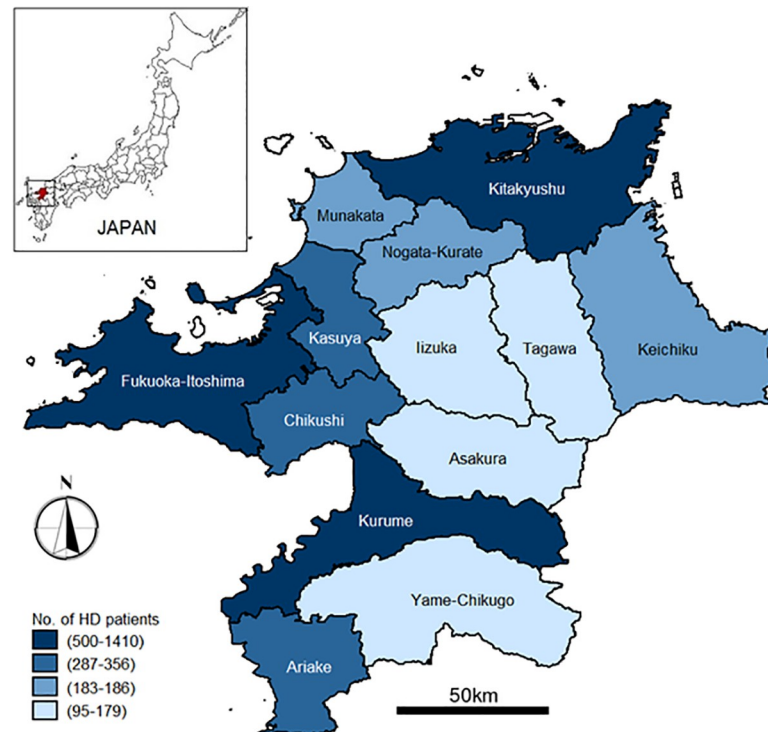 JAPAN
Kitakyushu
Munakata
Nogata-Kurate
Kasuya
Iizuka
Tagawa
Keichiku
Fukuoka-Itoshima
Chikushi
Asakura
N
Kurume
Yame-Chikugo
No. of HD patients
(500-1410)
(287-356)
(183-186)
(95-179)
Ariake
50km